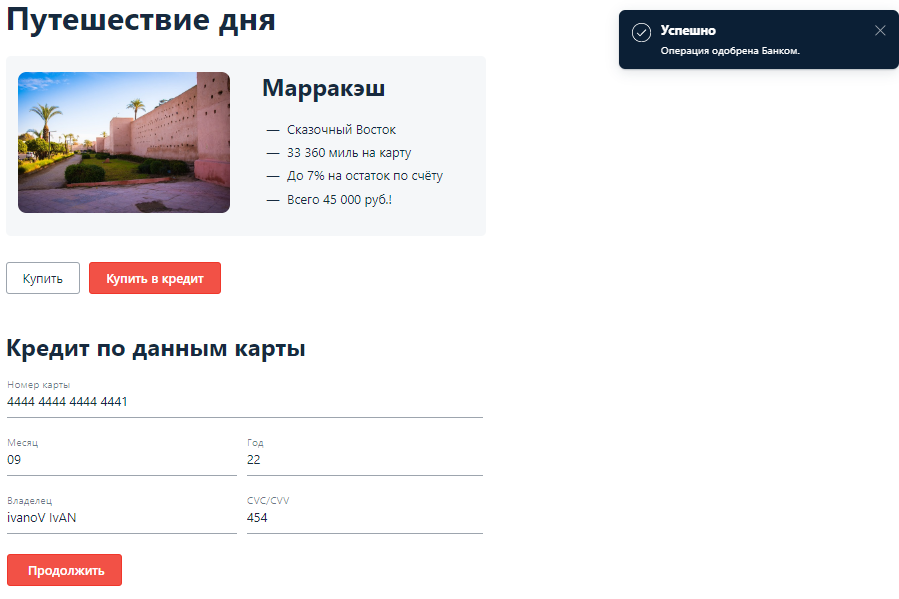 Путешествие дня
Успешно
Операция одобрена Банком.
Марракэш
— Сказочный Восток
— 33 360 миль на карту
— До 7% на остаток по счёту
— Всего 45 000 руб.!
Купить
Купить в кредит
Кредит по данным карты
Номер карты
4444 4444 4444 4441
Месяц
Год
09
22
Владелец
CVC/CVV
ivanoV IvAN
454
Продолжить